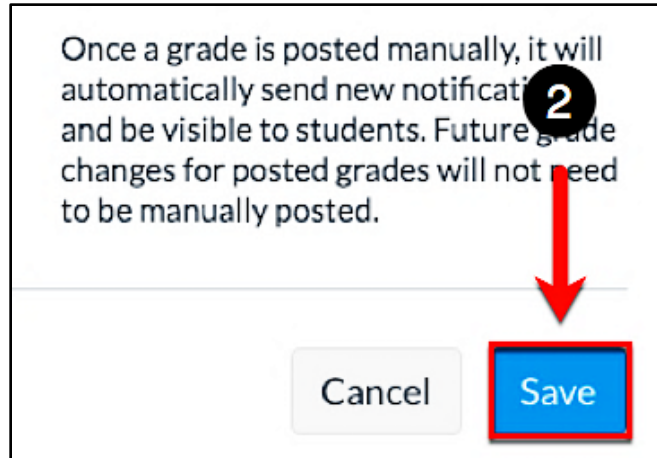 Once a grade is posted manually, it will
automatically send new
2
and be visible to students. Future grade
changes for posted grades will not need
to be manually posted.
Cancel
Save